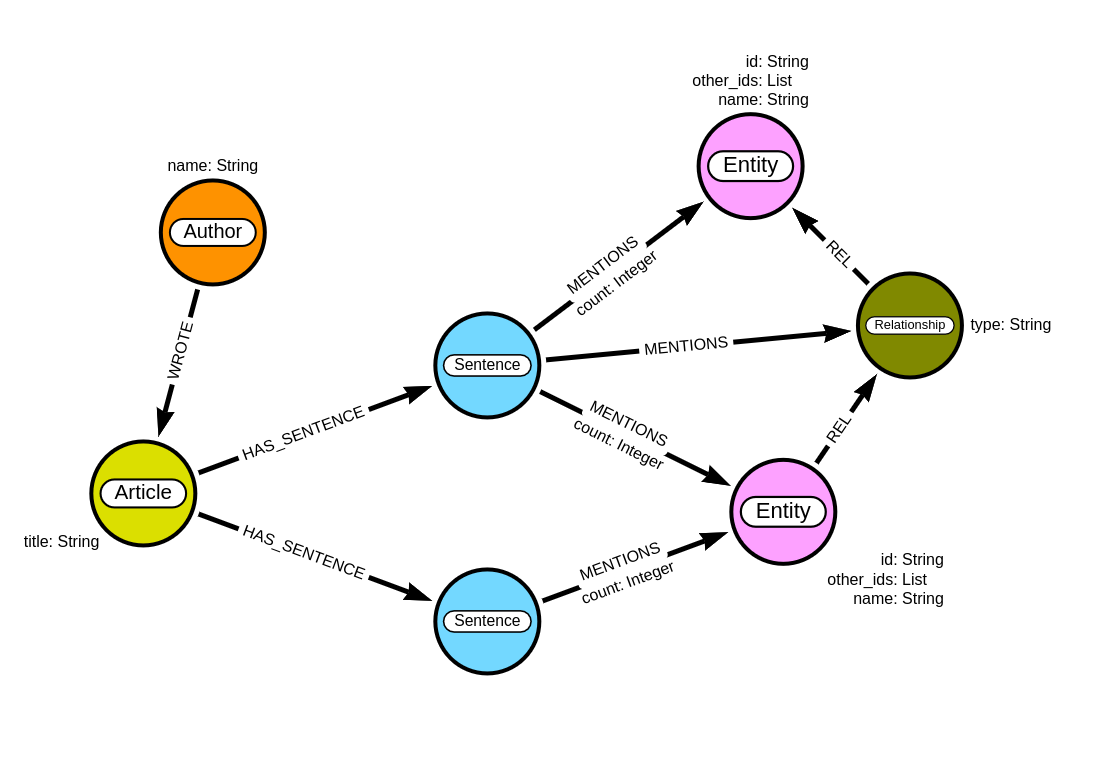 id: String
other_ids: List
name: String
Entity
name: String
Author
WROTE
MENTIONS
count: Integer
REL
Relationship
type: String
MENTIONS
Sentence
HAS_SENTENCE
MENTIONS
count: Integer
REL
Article
title: String
HAS_SENTENCE
Entity
id: String
other_ids: List
name: String
MENTIONS
count: Integer
Sentence